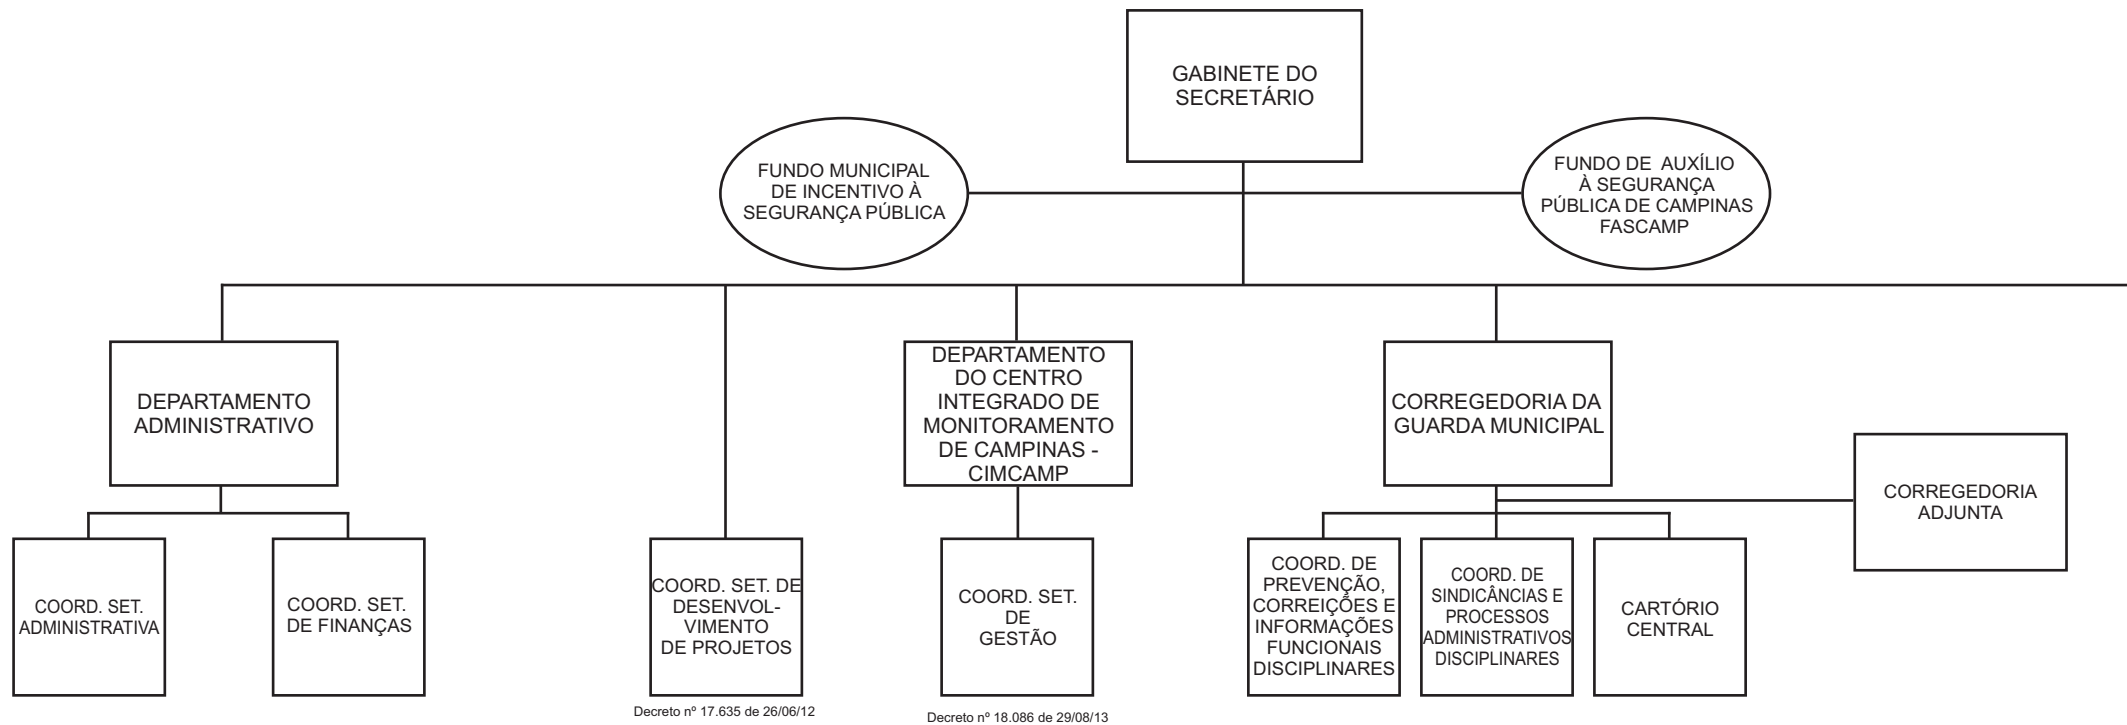 GABINETE DO
SECRETÁRIO
FUNDO MUNICIPAL
DE INCENTIVO À
SEGURANÇA PÚBLICA
FUNDO DE AUXÍLIO
À SEGURANÇA
PÚBLICA DE CAMPINAS
FASCAMP
DEPARTAMENTO
ADMINISTRATIVO
DEPARTAMENTO
DO CENTRO
INTEGRADO DE
MONITORAMENTO
DE CAMPINAS -
CIMCAMP
CORREGEDORIA DA
GUARDA MUNICIPAL
CORREGEDORIA
ADJUNTA
COORD. SET.
ADMINISTRATIVA
COORD. SET.
DE FINANÇAS
COORD. SET. DE
DESENVOL-
VIMENTO
DE PROJETOS
COORD. SET.
DE
GESTÃO
COORD. DE
PREVENÇÃO,
CORREIÇÕES E
INFORMAÇÕES
FUNCIONAIS
DISCIPLINARES
COORD. DE
SINDICÂNCIAS E
PROCESSOS
ADMINISTRATIVOS
DISCIPLINARES
CARTÓRIO
CENTRAL
Decreto nº 17.635 de 26/06/12
Decreto nº 18.086 de 29/08/13